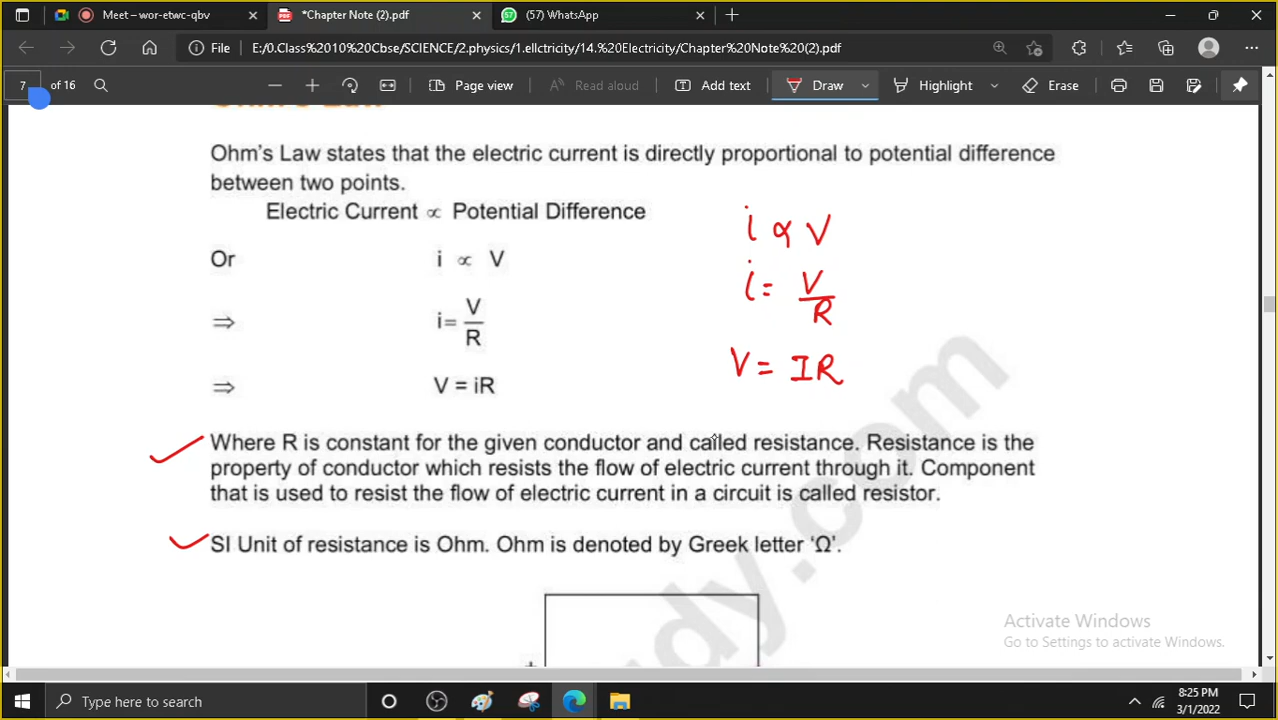 Meet – wor-etwc-qbv
*Chapter Note (2).pdf
(57) WhatsApp
File
E:/0.Class%2010%20Cbse/SCIENCE/2.physics/1.ellctricity/14.%20Electricity/Chapter%20Note%20(2).pdf
7 of 16
Page view
Read aloud
Add text
Draw
Highlight
Erase
Ohm's Law
Ohm's Law states that the electric current is directly proportional to potential difference
between two points.
Electric Current ∝ Potential Difference
Or i ∝ V
⇒ i= V/R
⇒ V = iR
i ∝ V
i = V/R
V = IR
Where R is constant for the given conductor and called resistance. Resistance is the
property of conductor which resists the flow of electric current through it. Component
that is used to resist the flow of electric current in a circuit is called resistor.
SI Unit of resistance is Ohm. Ohm is denoted by Greek letter ‘Ω’.
+
Activate Windows
Go to Settings to activate Windows.
Type here to search
8:25 PM
3/1/2022